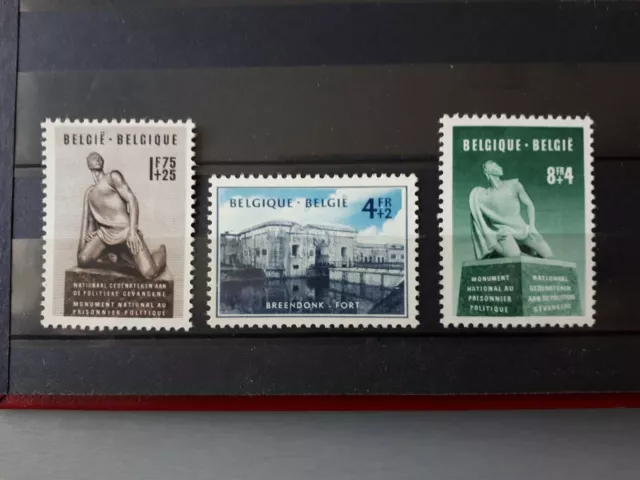 BELGIË · BELGIQUE
1F75
+25
NATIONAAL GEDENKTEKEN AAN
DE POLITIEKE GEVANGENE
MONUMENT NATIONAL AU
PRISONNIER POLITIQUE
BELGIQUE · BELGIË
4FR
+2
BREENDONK - FORT
BELGIQUE · BELGIË
8FR
+4
MONUMENT
NATIONAL AU
PRISONNIER
POLITIQUE
NATIONAAL
GEDENKTEKEN
AAN DE POLITIEKE
GEVANGENE